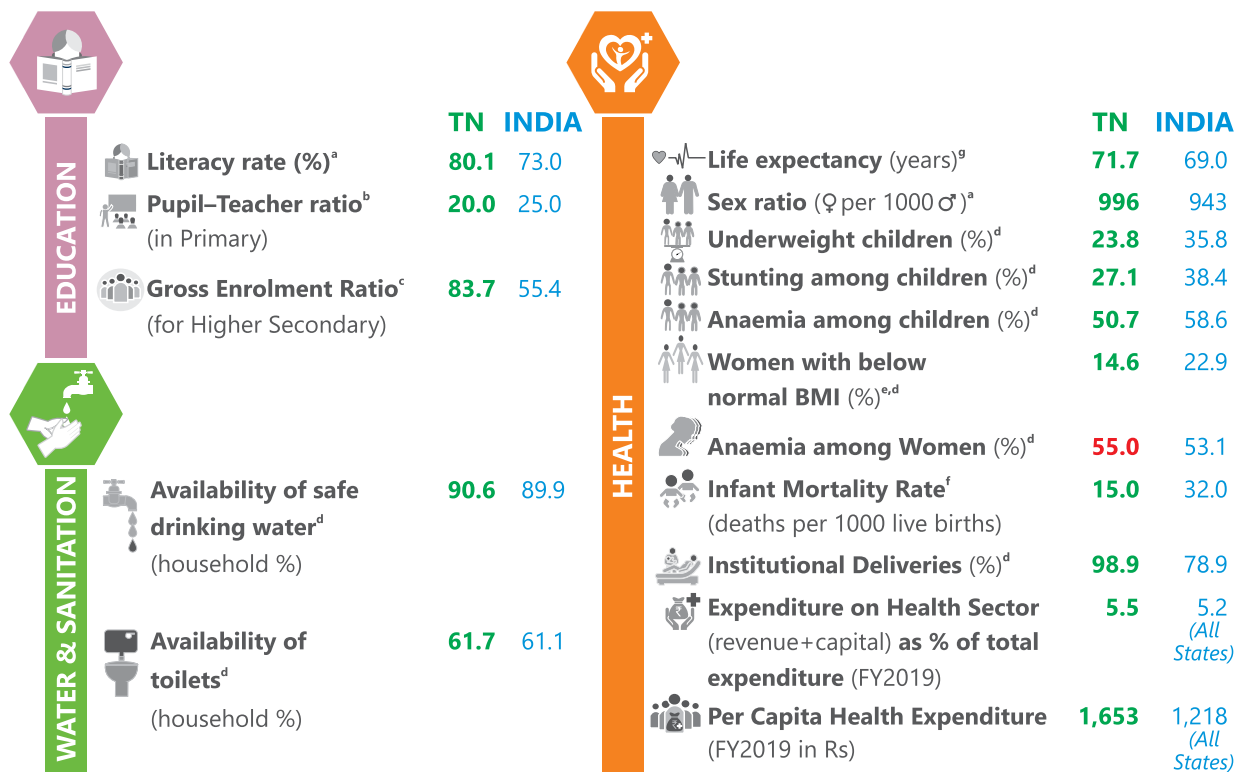 EDUCATION
TN INDIA
Literacy rate (%)ᵃ 80.1 73.0
Pupil–Teacher ratioᵇ 20.0 25.0
(in Primary)
Gross Enrolment Ratioᶜ 83.7 55.4
(for Higher Secondary)
WATER & SANITATION
Availability of safe 90.6 89.9
drinking waterᵈ
(household %)
Availability of 61.7 61.1
toiletsᵈ
(household %)
HEALTH
TN INDIA
Life expectancy (years)ᵍ 71.7 69.0
Sex ratio (♀ per 1000 ♂)ᵃ 996 943
Underweight children (%)ᵈ 23.8 35.8
Stunting among children (%)ᵈ 27.1 38.4
Anaemia among children (%)ᵈ 50.7 58.6
Women with below 14.6 22.9
normal BMI (%)ᵉ,ᵈ
Anaemia among Women (%)ᵈ 55.0 53.1
Infant Mortality Rateᶠ 15.0 32.0
(deaths per 1000 live births)
Institutional Deliveries (%)ᵈ 98.9 78.9
Expenditure on Health Sector 5.5 5.2
(revenue+capital) as % of total (All
States)
expenditure (FY2019)
Per Capita Health Expenditure 1,653 1,218
(FY2019 in Rs) (All
States)